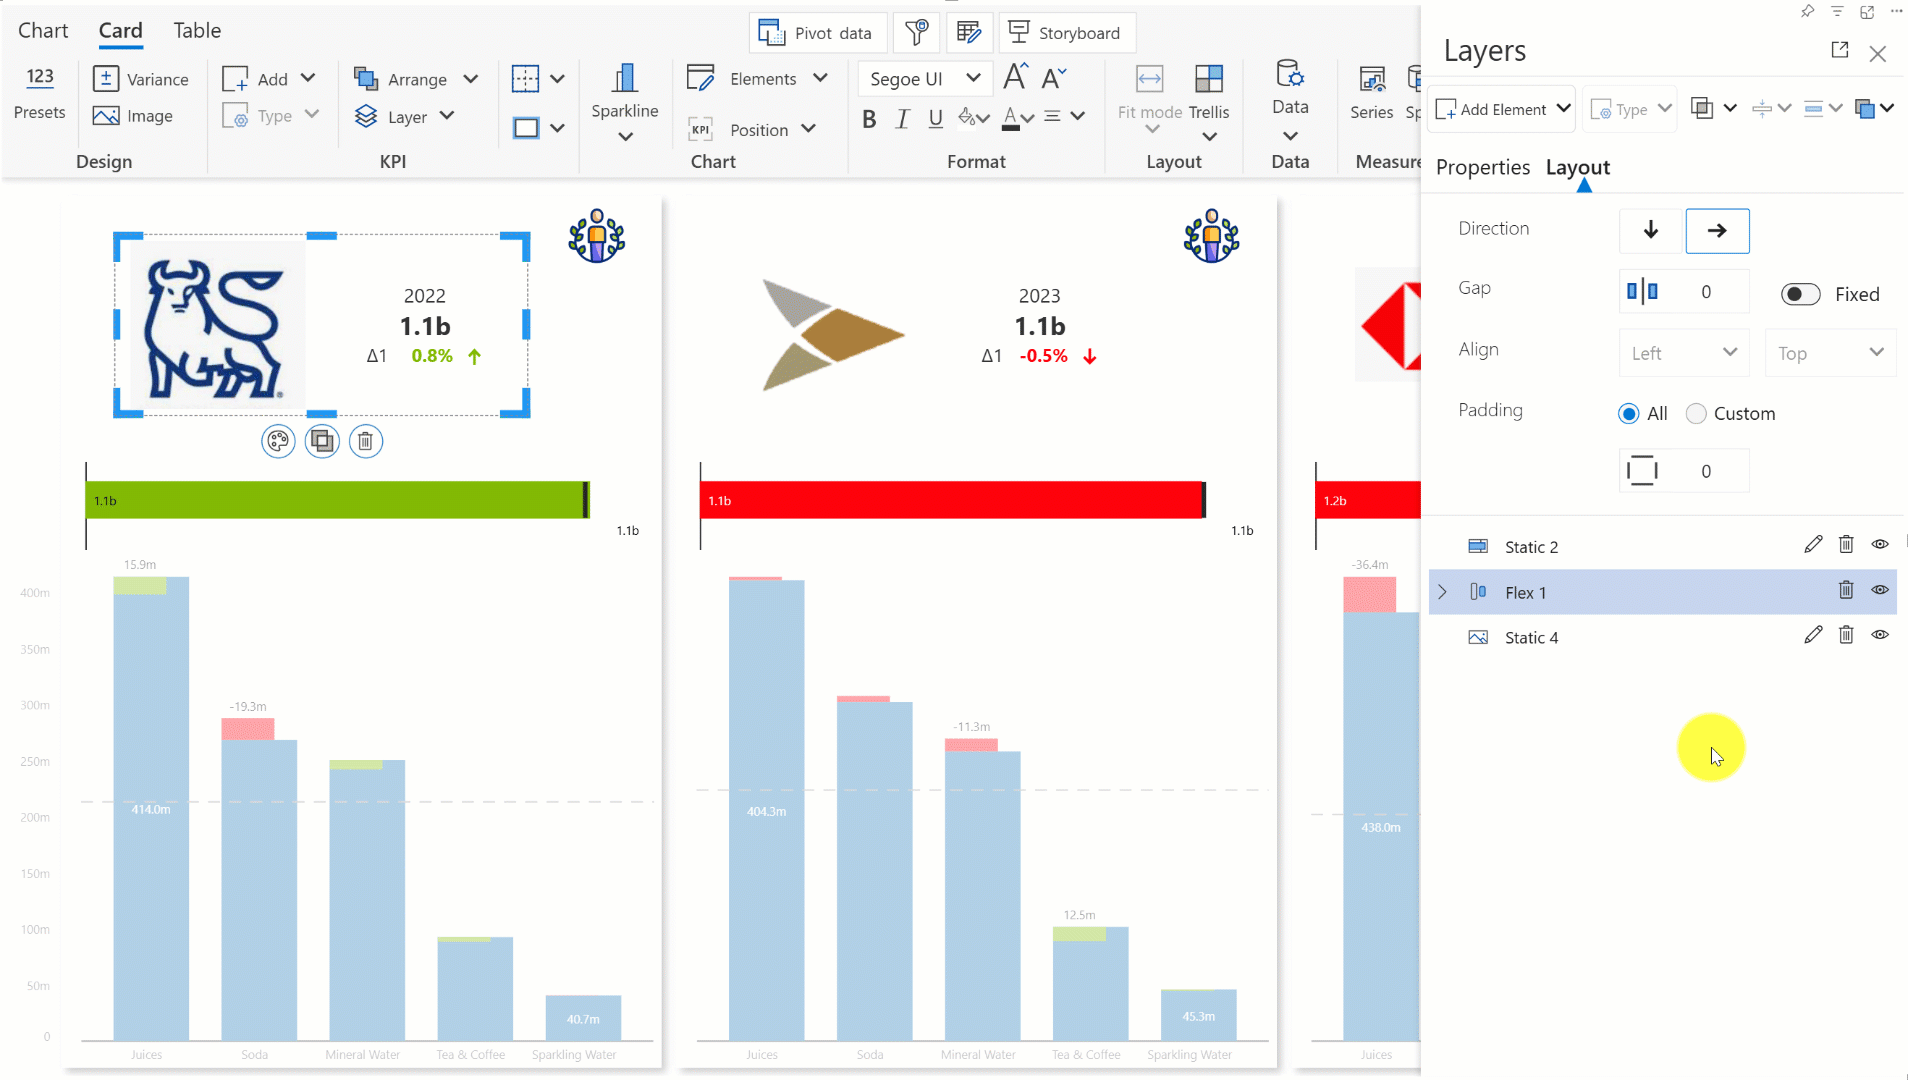 Chart Card Table
Pivot data
Storyboard
123
Presets
± Variance
Image
Design
Add
Type
Arrange
Layer
KPI
Sparkline
Elements
KPI Position
Chart
Segoe UI
A A
B I U A
Format
Fit mode
Trellis
Layout
Data
Data
Series Sp
Measure
Layers
Add Element
Type
Properties Layout
Direction
Gap 0 Fixed
Align Left Top
Padding All Custom
0
Static 2
Flex 1
Static 4
2022
1.1b
Δ1 0.8%
1.1b
1.1b
15.9m
-19.3m
400m
350m
300m
250m
200m
150m
100m
50m
0
414.0m
40.7m
Juices Soda Mineral Water Tea & Coffee Sparkling Water
2023
1.1b
Δ1 -0.5%
1.1b
1.1b
-11.3m
404.3m
12.5m
45.3m
Juices Soda Mineral Water Tea & Coffee Sparkling Water
1.2b
-36.4m
438.0m
Juices